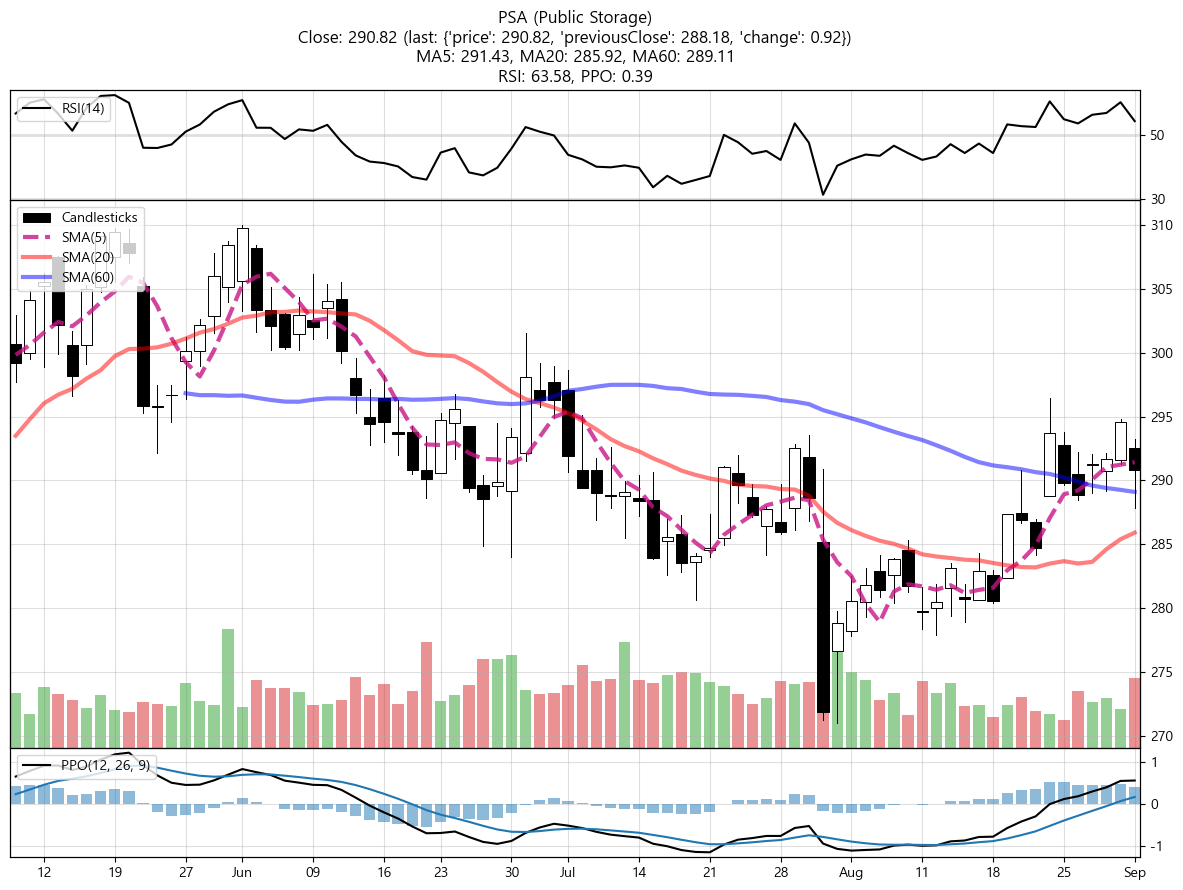 PSA (Public Storage)
Close: 290.82 (last: {'price': 290.82, 'previousClose': 288.18, 'change': 0.92})
MA5: 291.43, MA20: 285.92, MA60: 289.11
RSI: 63.58, PPO: 0.39
RSI(14)
50
30
Candlesticks
SMA(5)
SMA(20)
SMA(60)
310
305
300
295
290
285
280
275
270
PPO(12, 26, 9)
1
0
-1
12 19 27 Jun 09 16 23 30 Jul 14 21 28 Aug 11 18 25 Sep